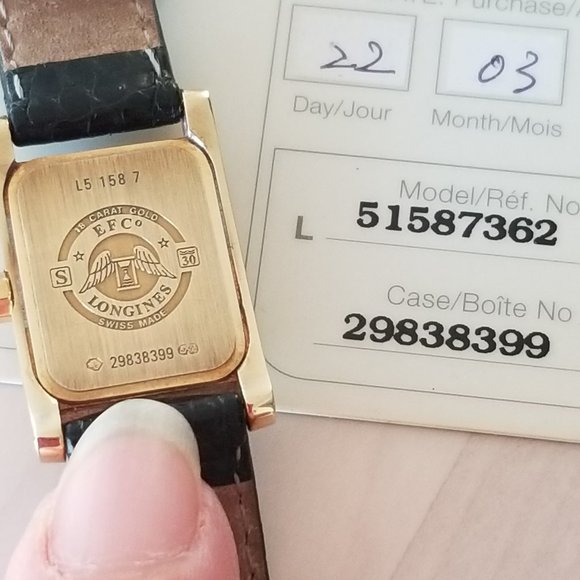 L5 158 7
18 CARAT GOLD
EFCo
S
30
LONGINES
SWISS MADE
29838399
Purchase/
22
03
Day/Jour
Month/Mois
Model/Réf. No
L 51587362
Case/Boîte No
29838399